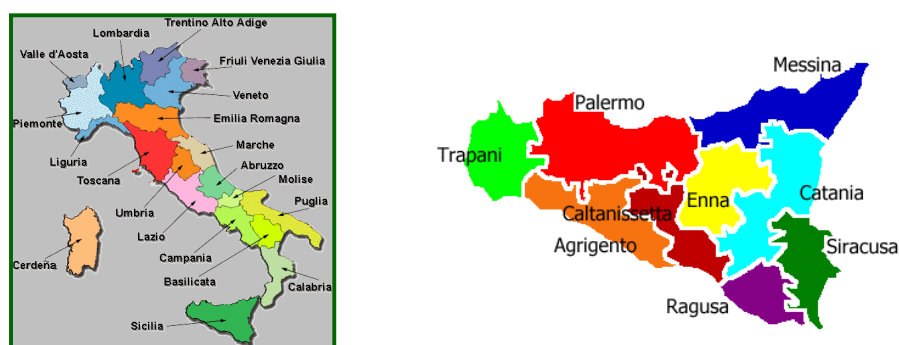 Trentino Alto Adige
Lombardia
Valle d'Aosta
Friuli Venezia Giulia
Veneto
Piemonte
Emilia Romagna
Liguria
Marche
Toscana
Abruzzo
Molise
Umbria
Puglia
Lazio
Cerdeña
Campania
Basilicata
Calabria
Sicilia
Messina
Palermo
Trapani
Enna
Catania
Caltanissetta
Agrigento
Siracusa
Ragusa